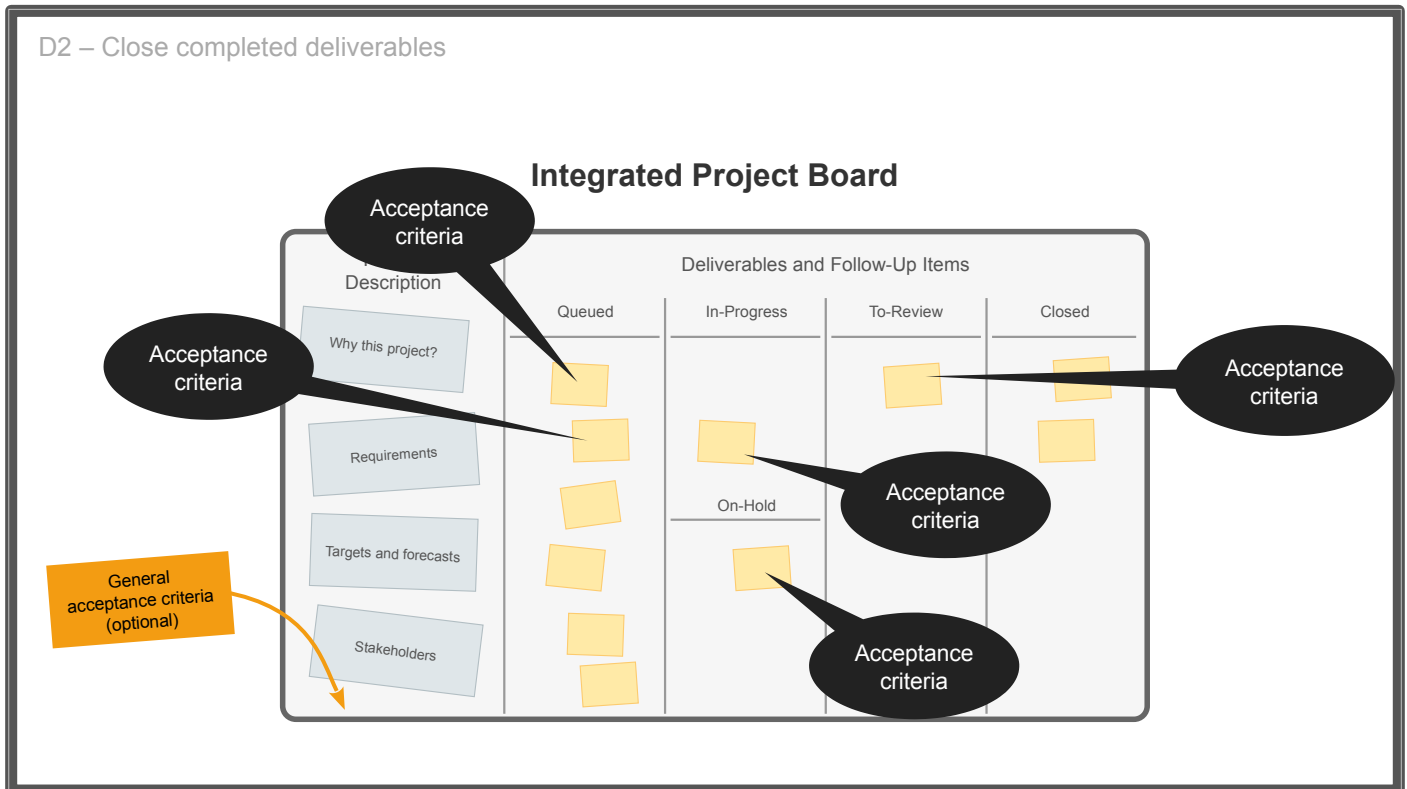 D2 – Close completed deliverables
Integrated Project Board
Acceptance
criteria
Description
Deliverables and Follow-Up Items
Queued
In-Progress
To-Review
Closed
Why this project?
Acceptance
criteria
Acceptance
criteria
Requirements
Acceptance
criteria
On-Hold
Targets and forecasts
General
acceptance criteria
(optional)
Stakeholders
Acceptance
criteria